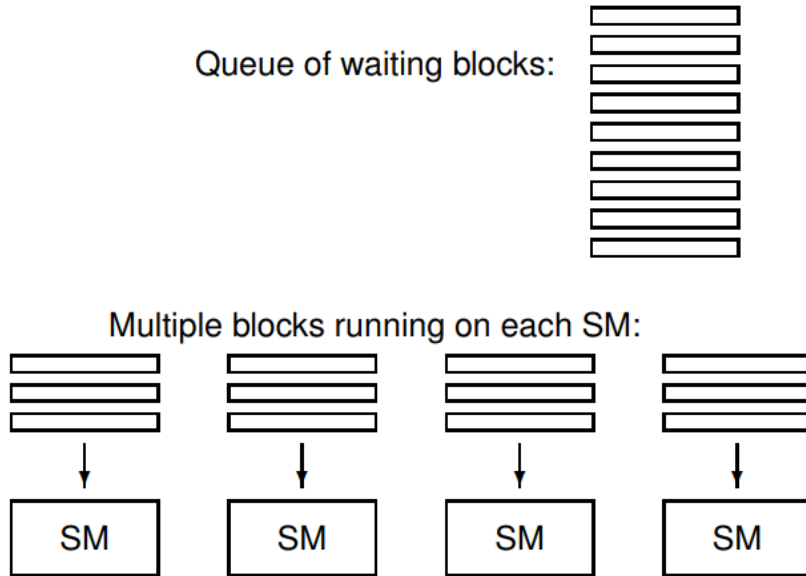 Queue of waiting blocks:
Multiple blocks running on each SM:
SM SM SM SM